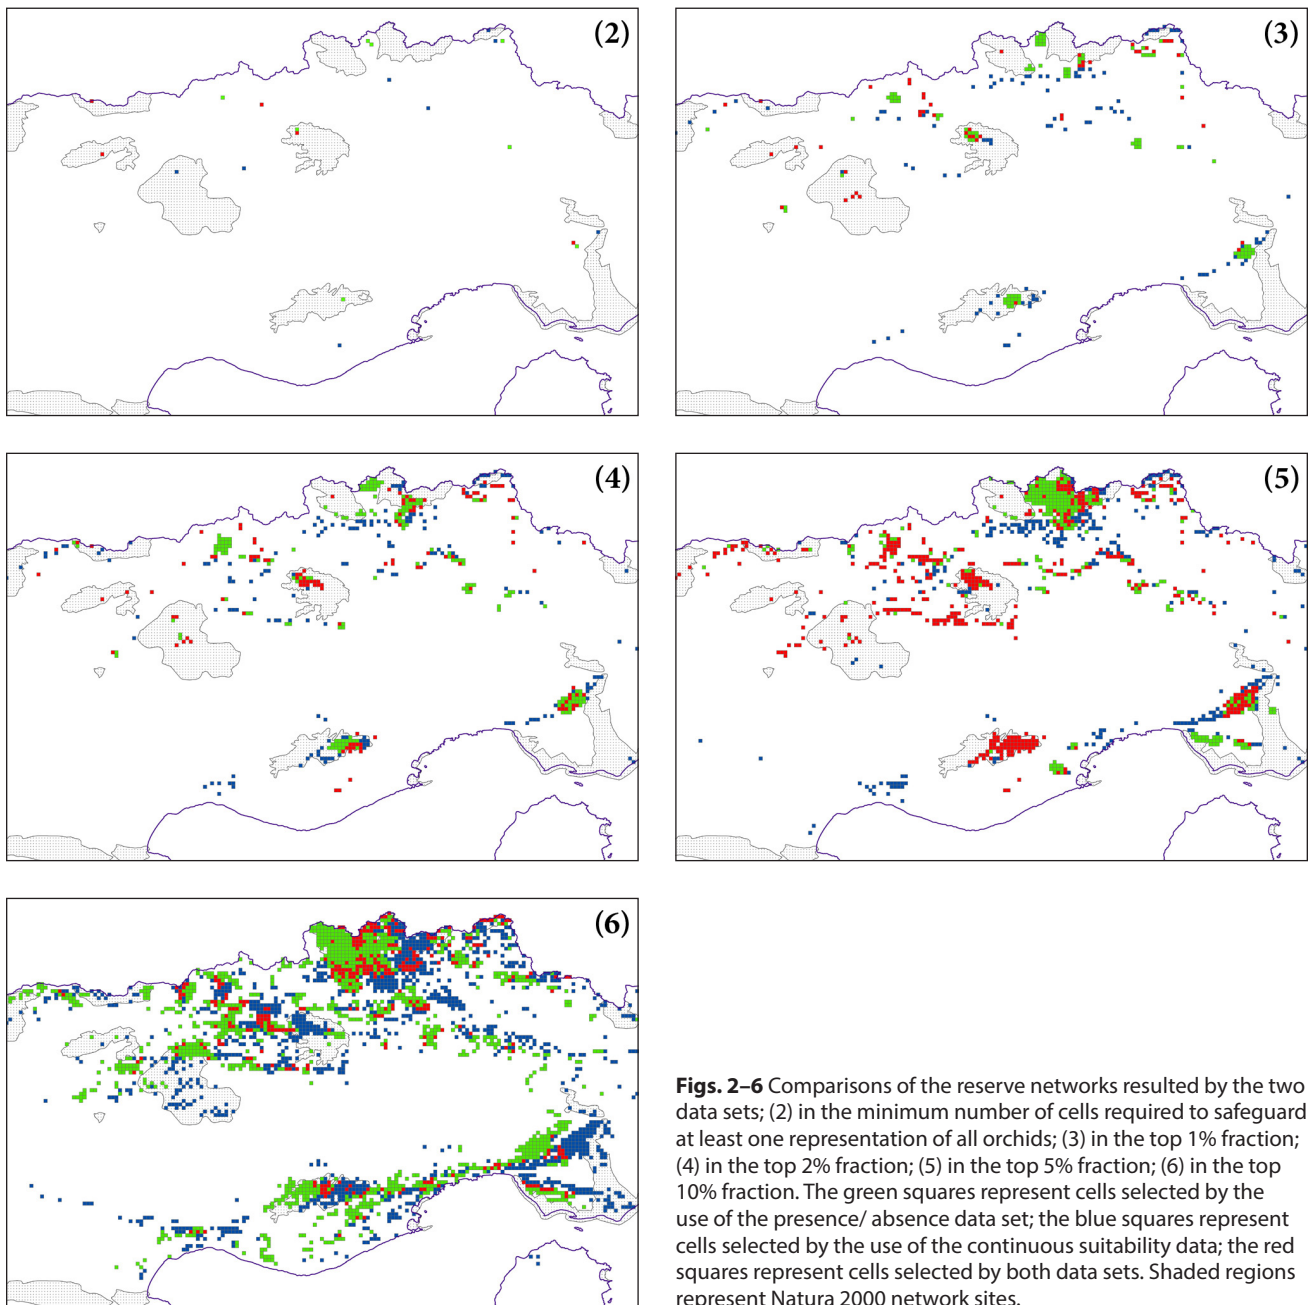 (2)
(3)
(4)
(5)
(6)
Figs. 2–6 Comparisons of the reserve networks resulted by the two
data sets; (2) in the minimum number of cells required to safeguard
at least one representation of all orchids; (3) in the top 1% fraction;
(4) in the top 2% fraction; (5) in the top 5% fraction; (6) in the top
10% fraction. The green squares represent cells selected by the
use of the presence/ absence data set; the blue squares represent
cells selected by the use of the continuous suitability data; the red
squares represent cells selected by both data sets. Shaded regions
represent Natura 2000 network sites.